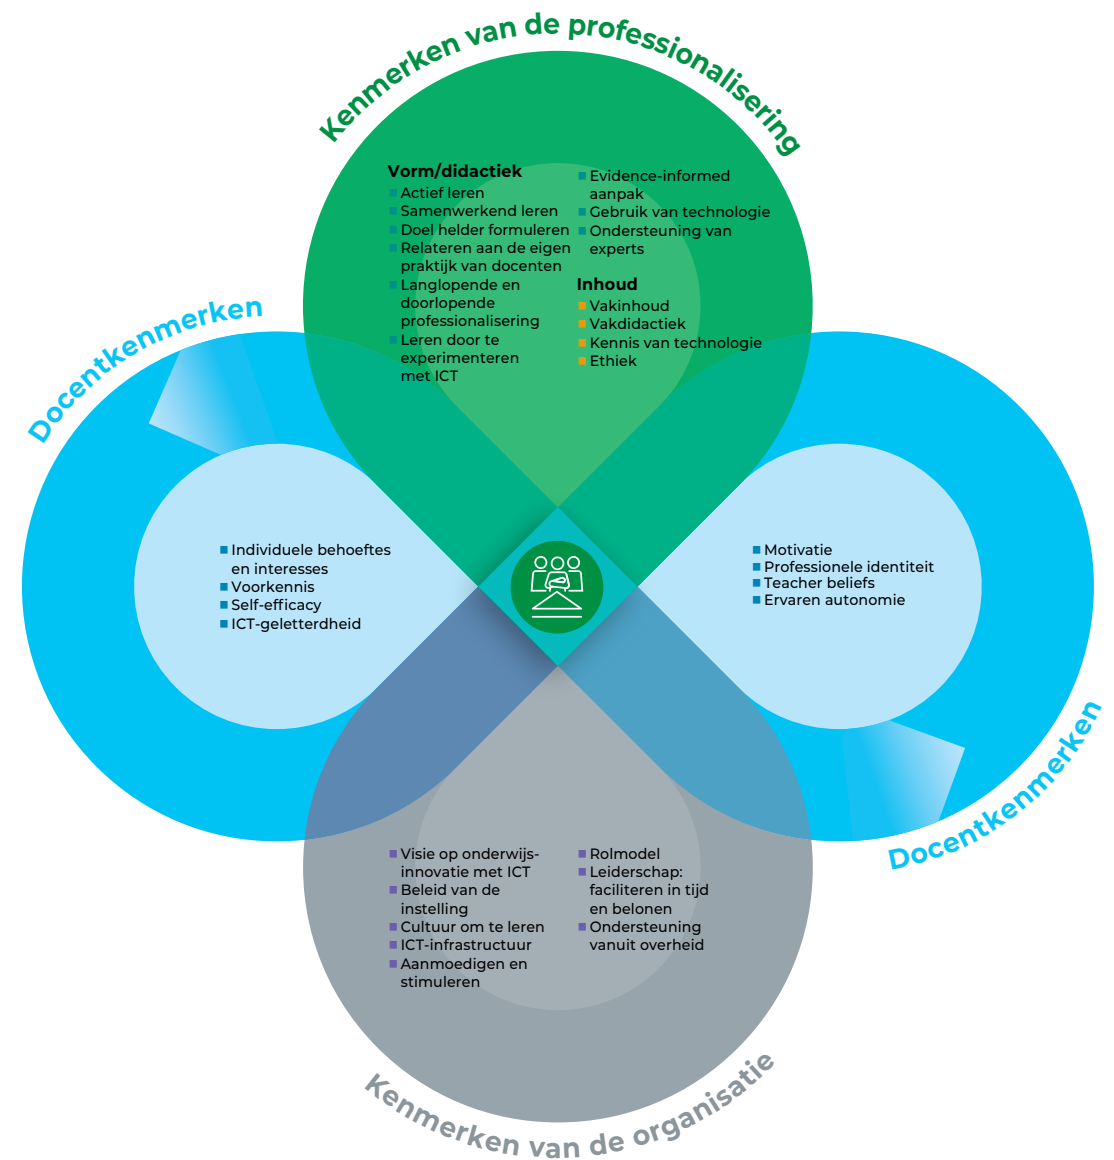 Kenmerken van de professionalisering
Vorm/didactiek
Actief leren
Samenwerkend leren
Doel helder formuleren
Relateren aan de eigen
praktijk van docenten
Langlopende en
doorlopende
professionalisering
Leren door te
experimenteren
met ICT
Evidence-informed
aanpak
Gebruik van technologie
Ondersteuning van
experts
Inhoud
Vakinhoud
Vakdidactiek
Kennis van technologie
Ethiek
Docentkenmerken
Individuele behoeftes
en interesses
Voorkennis
Self-efficacy
ICT-geletterdheid
Motivatie
Professionele identiteit
Teacher beliefs
Ervaren autonomie
Docentkenmerken
Visie op onderwijs-
innovatie met ICT
Beleid van de
instelling
Cultuur om te leren
ICT-infrastructuur
Aanmoedigen en
stimuleren
Rolmodel
Leiderschap:
faciliteren in tijd
en belonen
Ondersteuning
vanuit overheid
Kenmerken van de organisatie